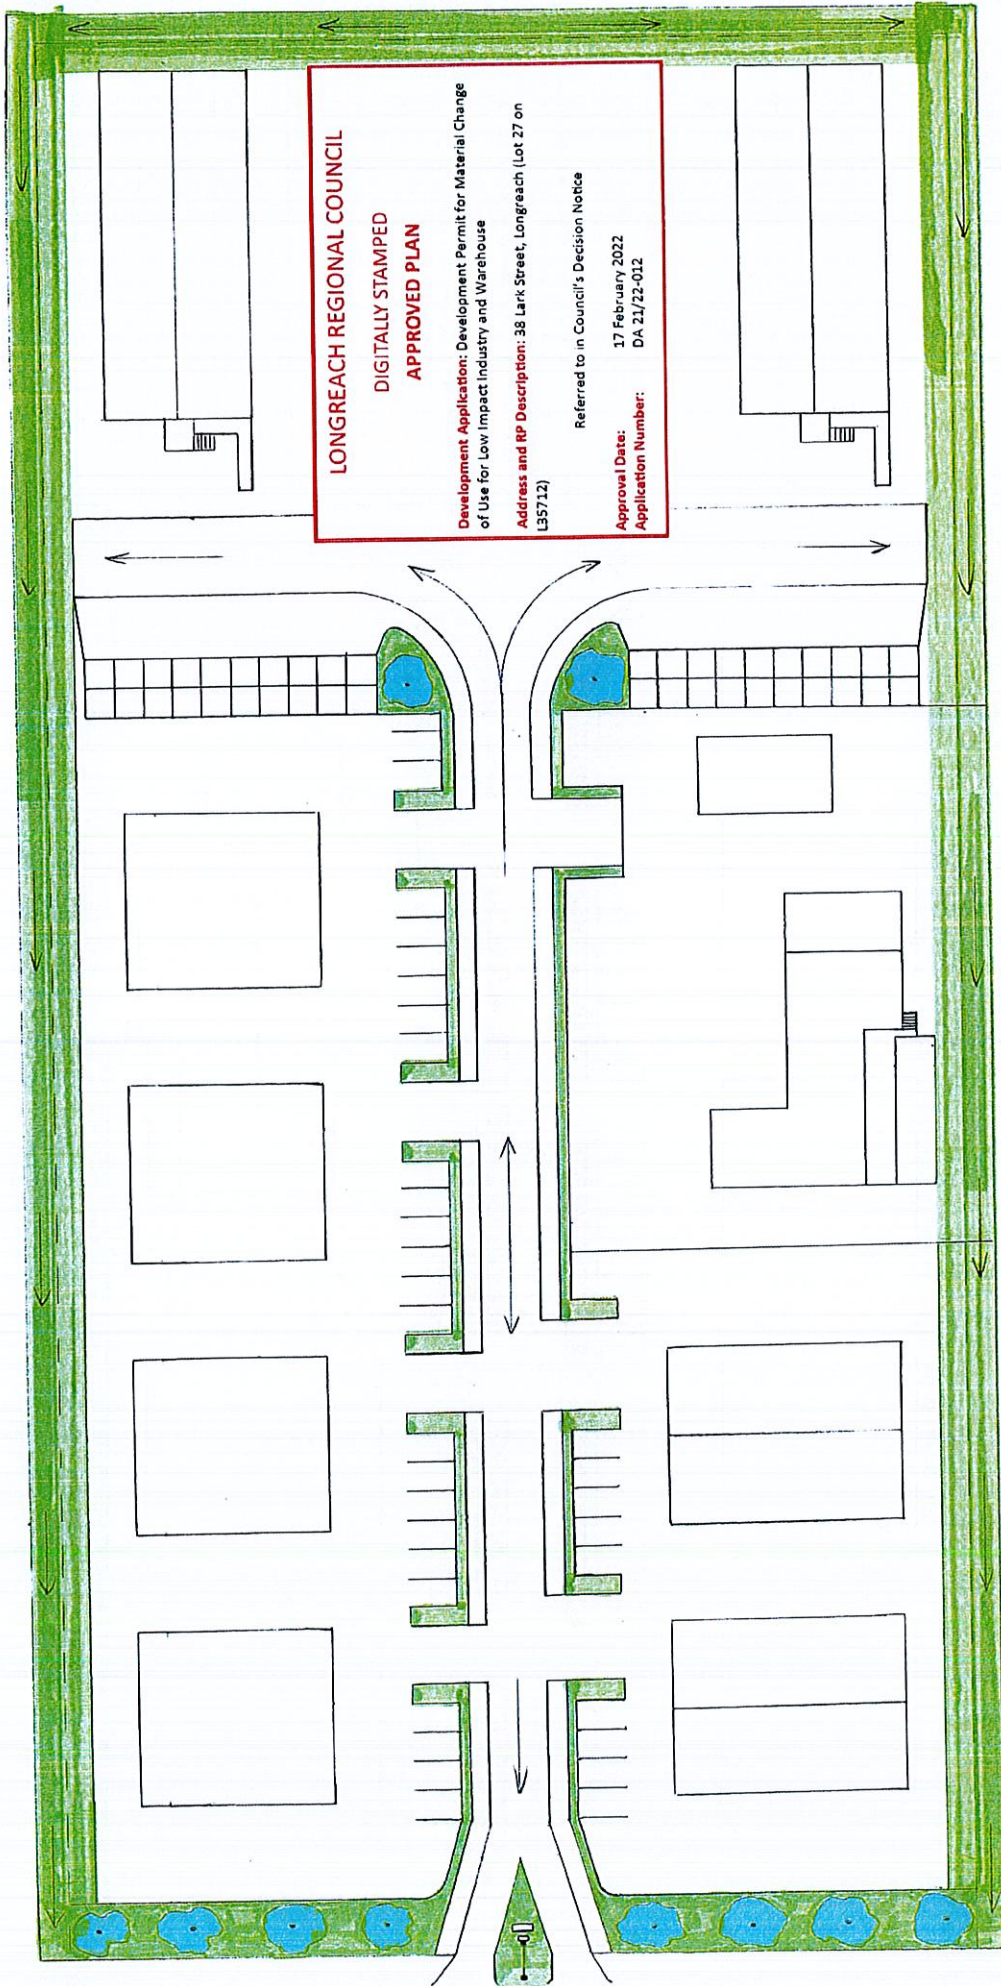 LONGREACH REGIONAL COUNCIL
DIGITALLY STAMPED
APPROVED PLAN
Development Application: Development Permit for Material Change
of Use for Low Impact Industry and Warehouse
Address and RP Description: 38 Lark Street, Longreach (Lot 27 on
L35712)
Referred to in Council's Decision Notice
Approval Date: 17 February 2022
Application Number: DA 21/22-012